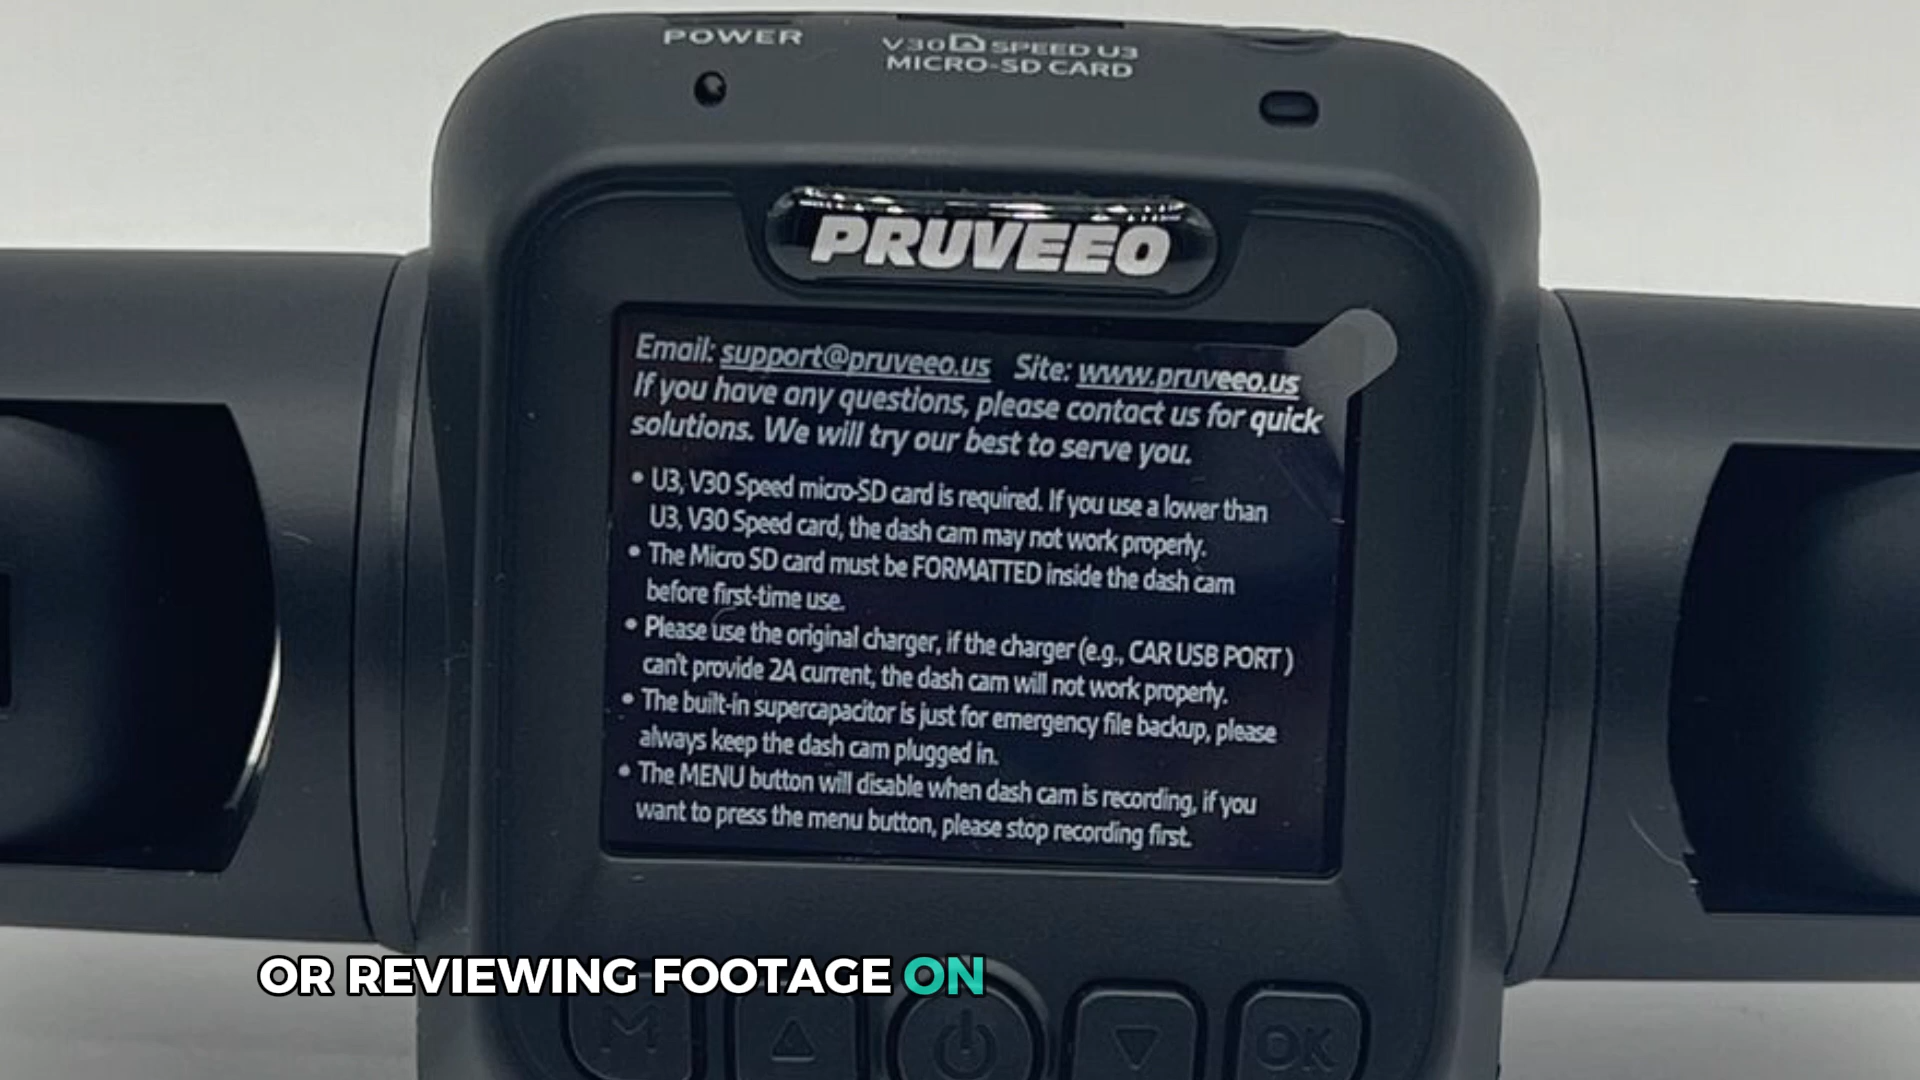 POWER
V30 SPEED U3
MICRO-SD CARD
PRUVEEO
Email: support@pruveeo.us Site: www.pruveeo.us
If you have any questions, please contact us for quick
solutions. We will try our best to serve you.
• U3, V30 Speed micro-SD card is required. If you use a lower than
U3, V30 Speed card, the dash cam may not work properly.
• The Micro SD card must be FORMATTED inside the dash cam
before first-time use.
• Please use the original charger, if the charger (e.g., CAR USB PORT )
can't provide 2A current, the dash cam will not work properly.
• The built-in supercapacitor is just for emergency file backup, please
always keep the dash cam plugged in.
• The MENU button will disable when dash cam is recording, if you
want to press the menu button, please stop recording first.
OR REVIEWING FOOTAGE ON
M
OK